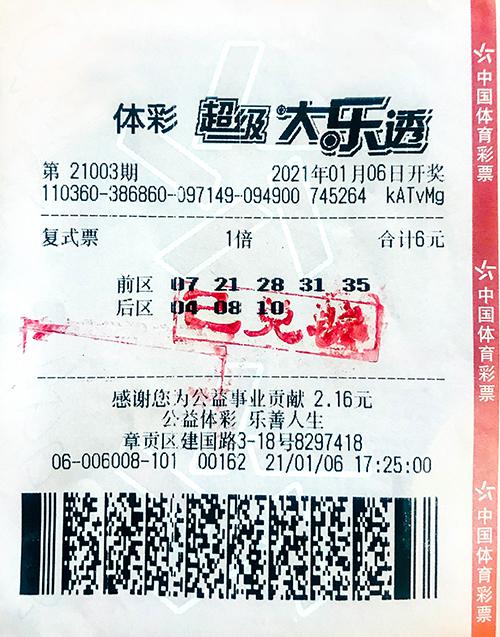 体彩 超级大乐透
第 21003期 2021年01月06日开奖
110360-386860-097149-094900 745264 kATvMg
复式票 1倍 合计6元
前区 07 21 28 31 35
后区 04 08 10
已兑奖
感谢您为公益事业贡献 2.16元
公益体彩 乐善人生
章贡区建国路3-18号8297418
06-006008-101 00162 21/01/06 17:25:00
中国体育彩票
中国体育彩票
中国体育彩票